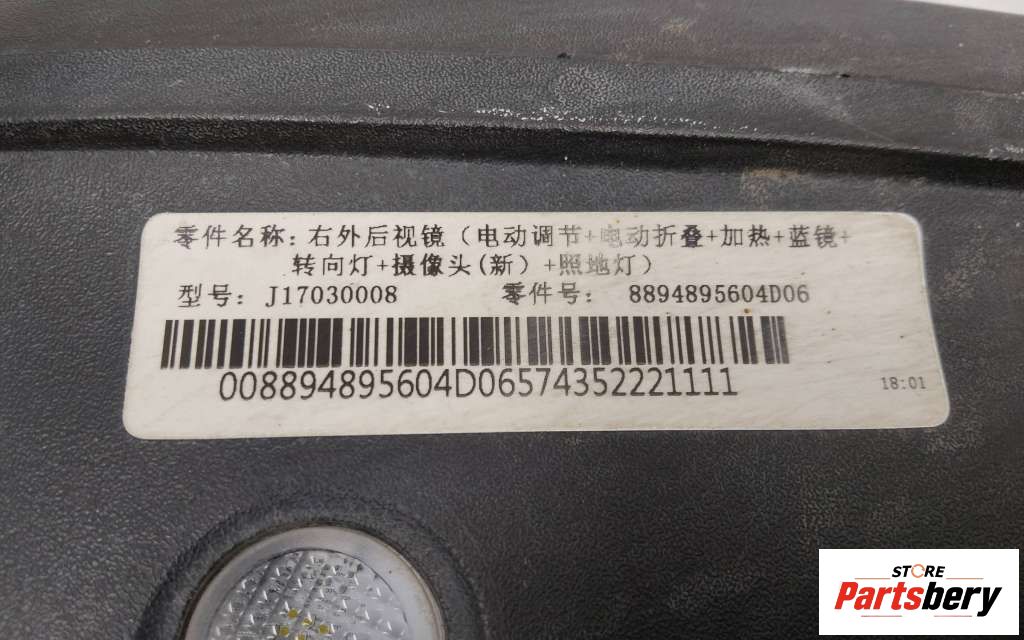 零件名称：右外后视镜（电动调节+电动折叠+加热+蓝镜+
转向灯+摄像头(新）+照地灯）
型号：J17030008 零件号： 8894895604D06
008894895604D06574352221111
18:01
STORE
Partsbery